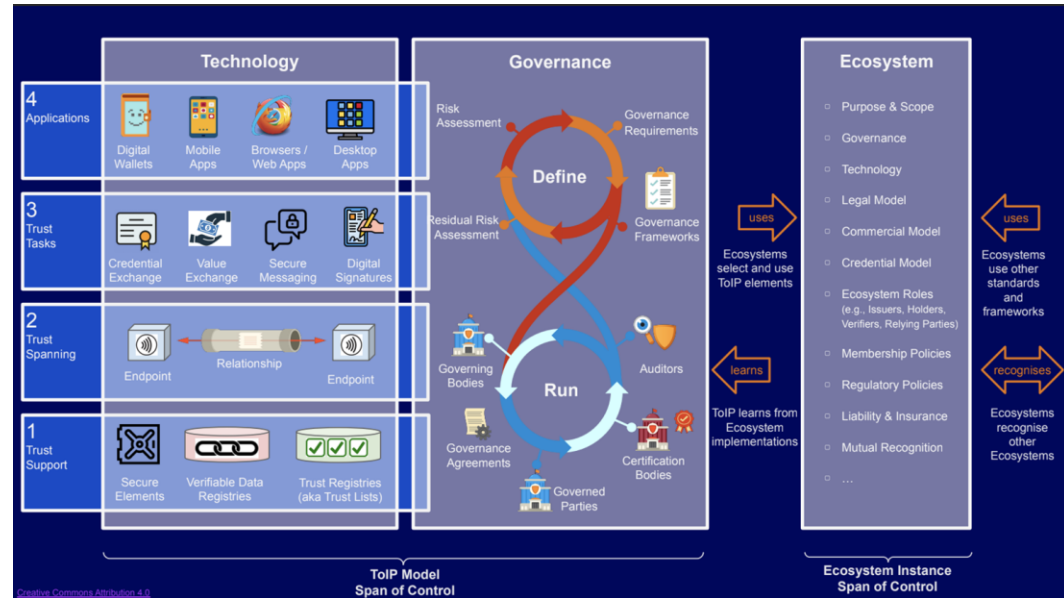 Technology
4
Applications
Digital
Wallets
Mobile
Apps
Browsers /
Web Apps
Desktop
Apps
3
Trust
Tasks
Credential
Exchange
Value
Exchange
Secure
Messaging
Digital
Signatures
2
Trust
Spanning
Endpoint
Relationship
Endpoint
1
Trust
Support
Secure
Elements
Verifiable Data
Registries
Trust Registries
(aka Trust Lists)
Governance
Risk
Assessment
Governance
Requirements
Define
Residual Risk
Assessment
Governance
Frameworks
Governing
Bodies
Auditors
Run
Governance
Agreements
Certification
Bodies
Governed
Parties
uses
Ecosystems
select and use
ToIP elements
learns
ToIP learns from
Ecosystem
implementations
Ecosystem
Purpose & Scope
Governance
Technology
Legal Model
Commercial Model
Credential Model
Ecosystem Roles
(e.g., Issuers, Holders,
Verifiers, Relying Parties)
Membership Policies
Regulatory Policies
Liability & Insurance
Mutual Recognition
…
uses
Ecosystems
use other
standards
and
frameworks
recognises
Ecosystems
recognise
other
Ecosystems
ToIP Model
Span of Control
Ecosystem Instance
Span of Control
Creative Commons Attribution 4.0